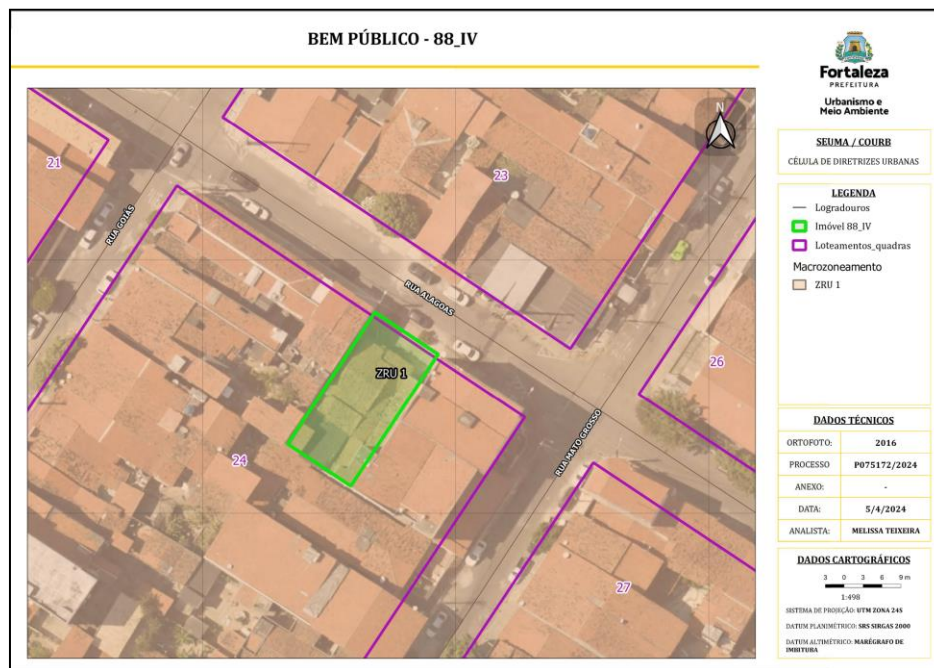 BEM PÚBLICO - 88_IV
Fortaleza
PREFEITURA
Urbanismo e
Meio Ambiente
SEUMA / COURB
CÉLULA DE DIRETRIZES URBANAS
LEGENDA
Logradouros
Imóvel 88_IV
Loteamentos_quadras
Macrozoneamento
ZRU 1
DADOS TÉCNICOS
ORTOFOTO: 2016
PROCESSO P075172/2024
ANEXO: -
DATA: 5/4/2024
ANALISTA: MELISSA TEIXEIRA
DADOS CARTOGRÁFICOS
3 0 3 6 9 m
1:498
SISTEMA DE PROJEÇÃO: UTM ZONA 24S
DATUM PLANIMÉTRICO: SRS SIRGAS 2000
DATUM ALTIMÉTRICO: MARÉGRAFO DE
IMBITUBA
N
21
23
RUA GOIÁS
RUA ALAGOAS
ZRU 1
26
RUA MATO GROSSO
24
27